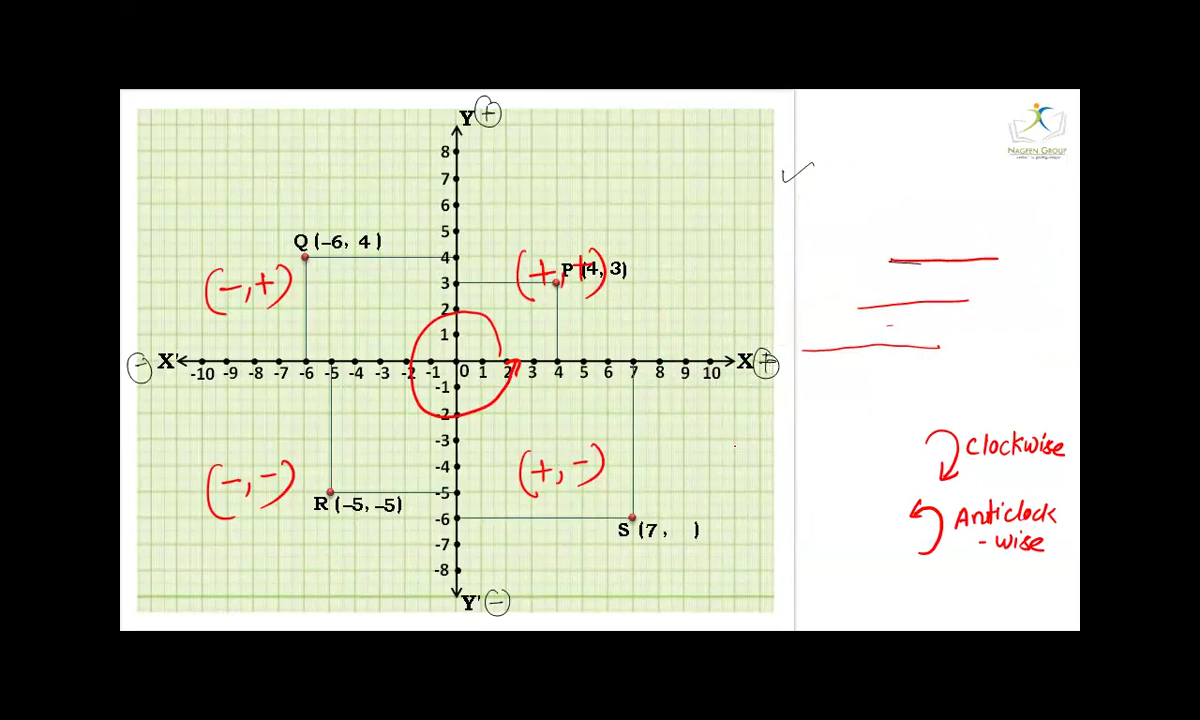 Y +
NAGEEN GROUP
8
7
6
5
4
3
2
1
Q (–6, 4 )
P (4, 3)
(-, +)
(+, +)
- X' -10 -9 -8 -7 -6 -5 -4 -3 -2 -1 0 1 2 3 4 5 6 7 8 9 10 X +
-1
-2
-3
-4
-5
-6
-7
-8
(-, -)
(+, -)
R (–5, –5)
S (7, )
Y' -
Clockwise
Anticlock
- wise